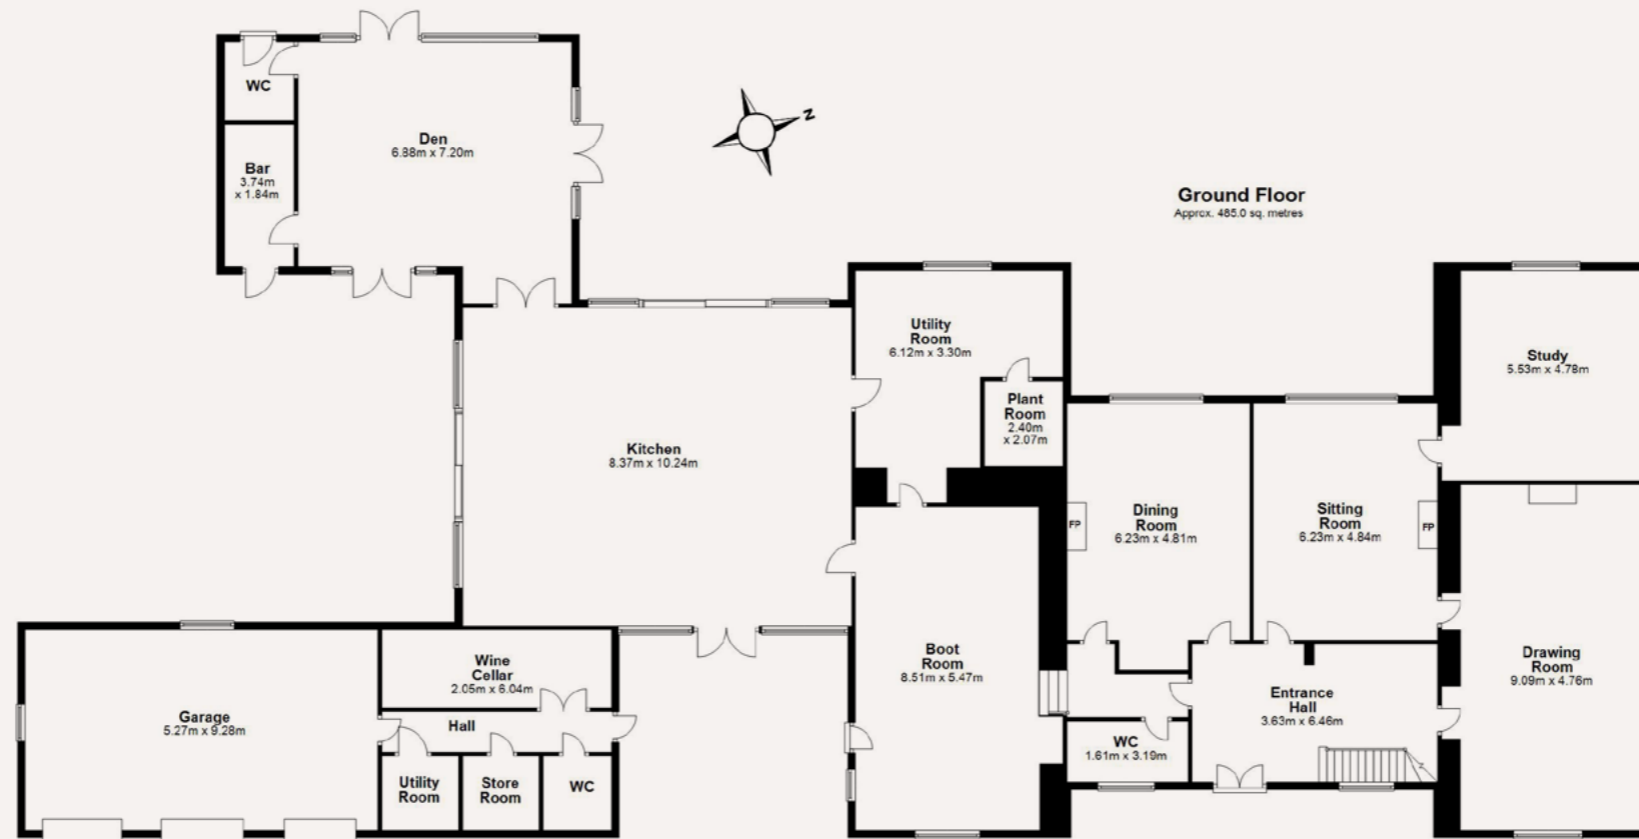 WC
Den
6.88m x 7.20m
Bar
3.74m
x 1.84m
N
Ground Floor
Approx. 485.0 sq. metres
Utility
Room
6.12m x 3.30m
Plant
Room
2.40m
x 2.07m
Study
5.53m x 4.78m
Kitchen
8.37m x 10.24m
FP
Dining
Room
6.23m x 4.81m
Sitting
Room
6.23m x 4.84m
FP
Boot
Room
8.51m x 5.47m
Drawing
Room
9.09m x 4.76m
Wine
Cellar
2.05m x 6.04m
Garage
5.27m x 9.28m
Hall
Entrance
Hall
3.63m x 6.46m
WC
1.61m x 3.19m
Utility
Room
Store
Room
WC